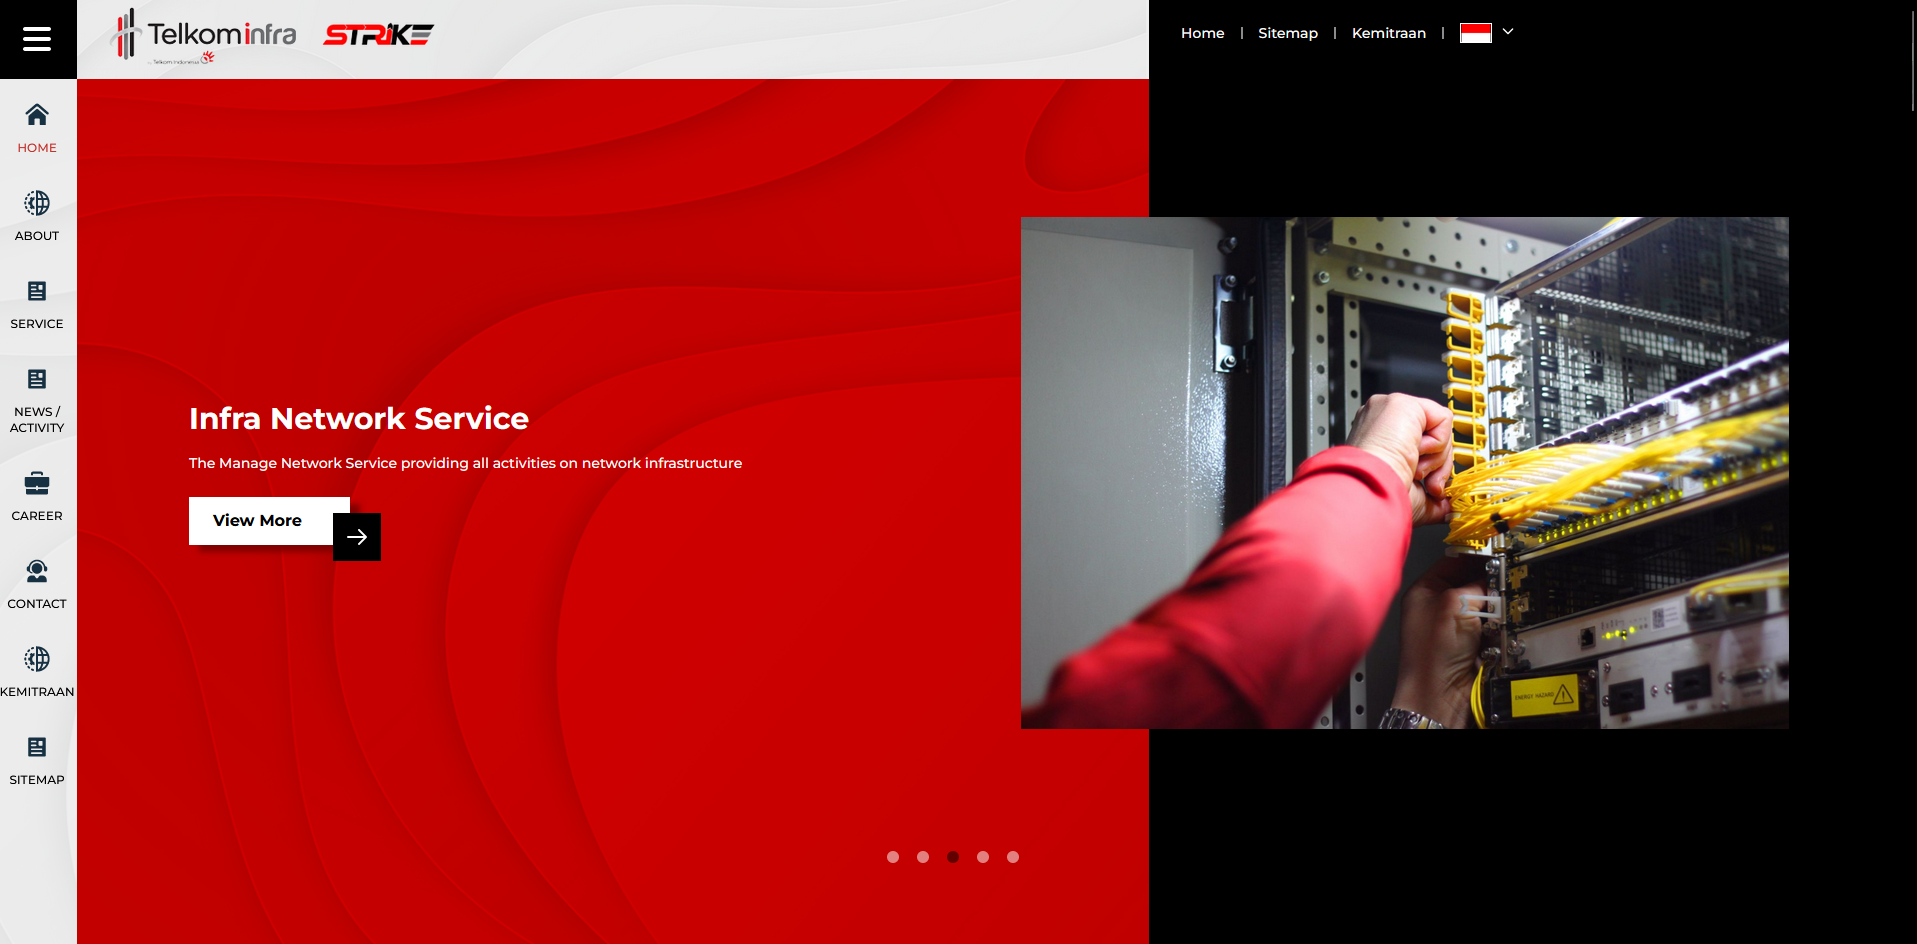 Telkominfra
by Telkom Indonesia
STRIKE
Home | Sitemap | Kemitraan |
HOME
ABOUT
SERVICE
NEWS /
ACTIVITY
CAREER
CONTACT
KEMITRAAN
SITEMAP
Infra Network Service
The Manage Network Service providing all activities on network infrastructure
View More
ENERGY HAZARD